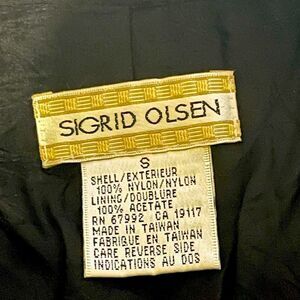 SIGRID OLSEN
S
SHELL/EXTERIEUR
100% NYLON/NYLON
LINING/DOUBLURE
100% ACETATE
RN 67992 CA 19117
MADE IN TAIWAN
FABRIQUE EN TAIWAN
CARE REVERSE SIDE
INDICATIONS AU DOS